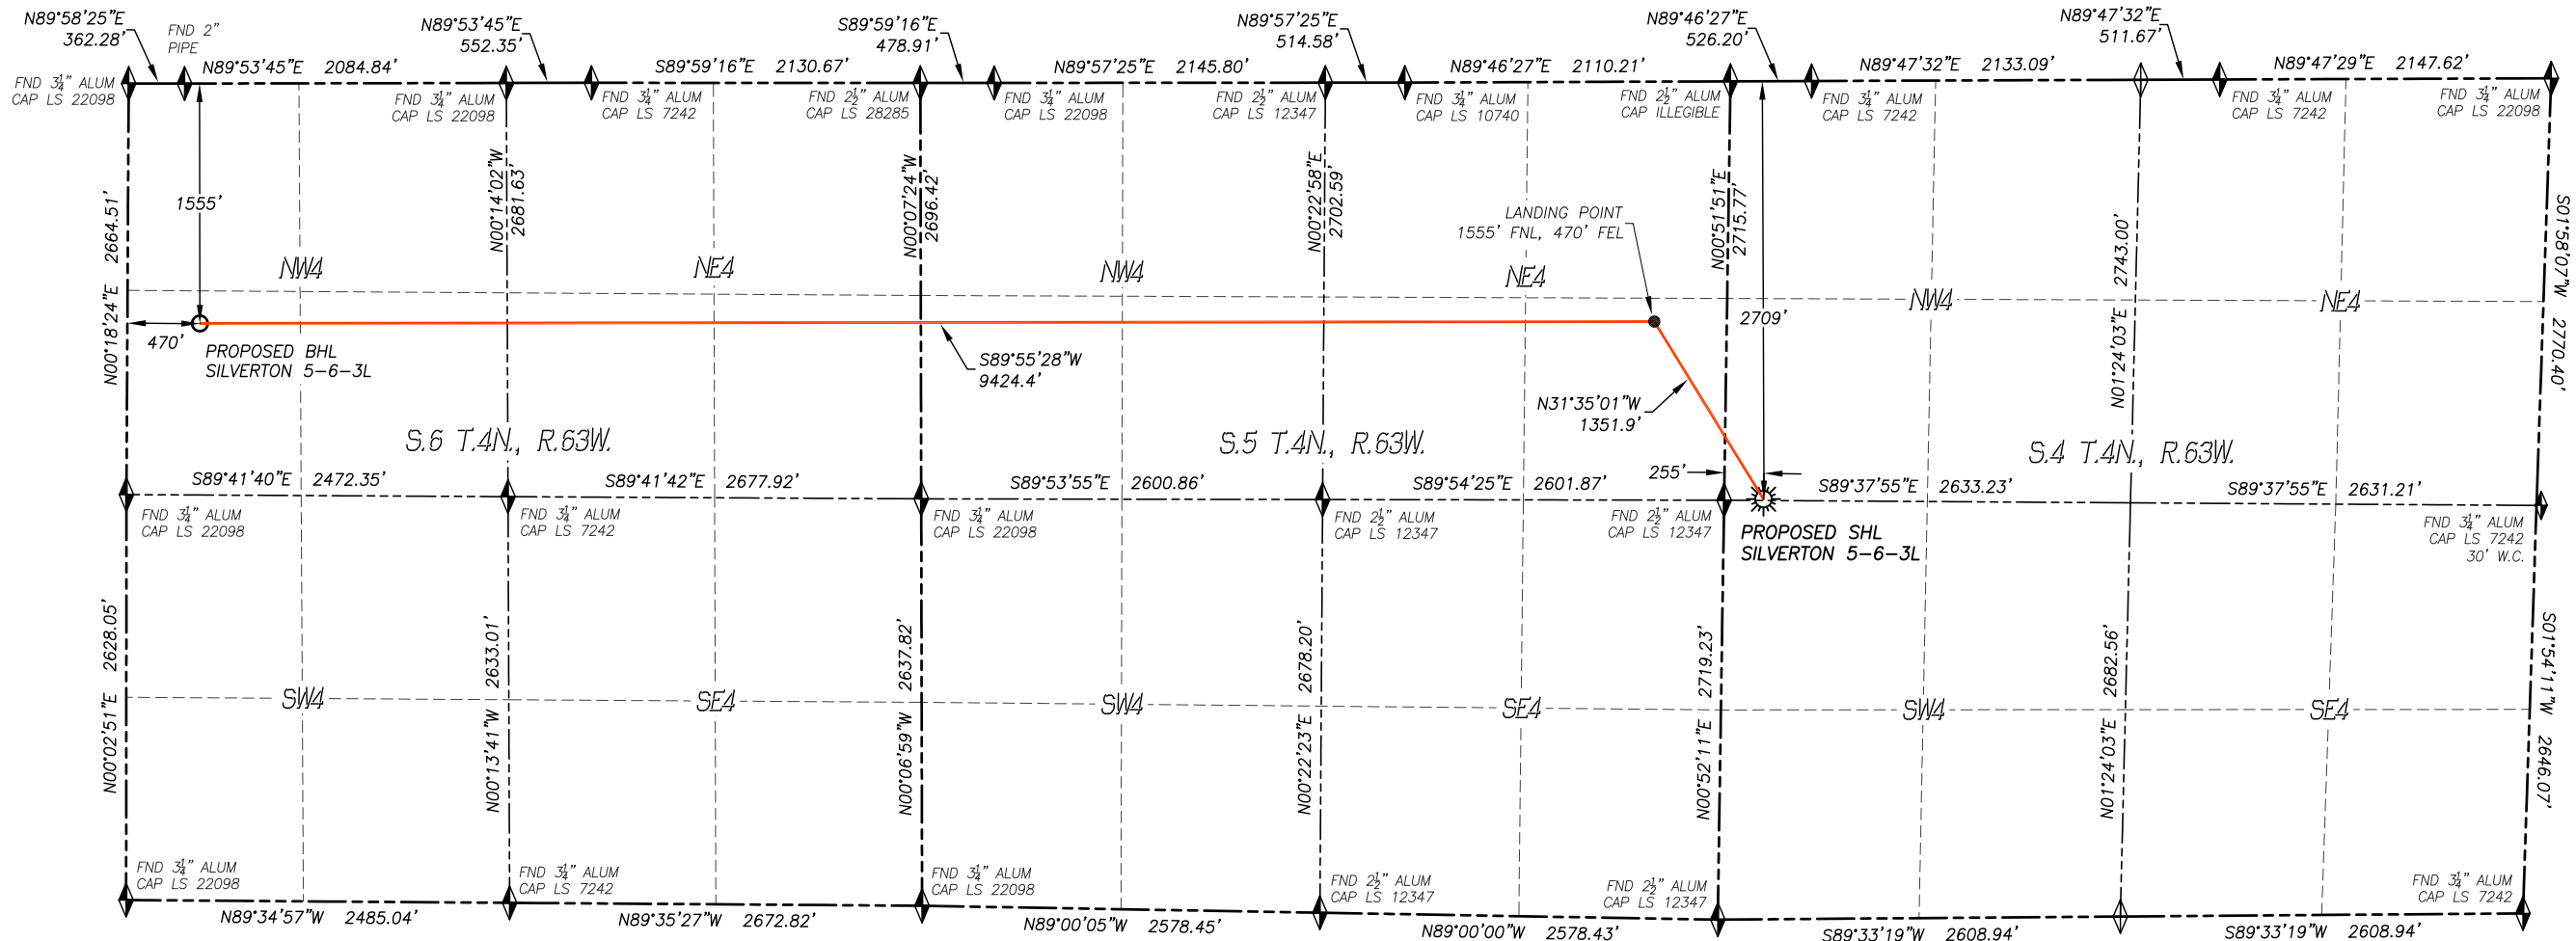 N89°58'25"E
362.28'
FND 2"
PIPE
N89°53'45"E
552.35'
S89°59'16"E
478.91'
N89°57'25"E
514.58'
N89°46'27"E
526.20'
N89°47'32"E
511.67'
N89°53'45"E 2084.84'
S89°59'16"E 2130.67'
N89°57'25"E 2145.80'
N89°46'27"E 2110.21'
N89°47'32"E 2133.09'
N89°47'29"E 2147.62'
FND 3¼" ALUM
CAP LS 22098
FND 3¼" ALUM
CAP LS 22098
FND 3¼" ALUM
CAP LS 7242
FND 2½" ALUM
CAP LS 28285
FND 3¼" ALUM
CAP LS 22098
FND 2½" ALUM
CAP LS 12347
FND 3¼" ALUM
CAP LS 10740
FND 2½" ALUM
CAP ILLEGIBLE
FND 3¼" ALUM
CAP LS 7242
FND 3¼" ALUM
CAP LS 7242
FND 3¼" ALUM
CAP LS 22098
N00°18'24"E 2664.51'
1555'
N00°14'02"W
2681.63'
N00°07'24"W
2696.42'
N00°22'58"E
2702.59'
LANDING POINT
1555' FNL, 470' FEL
N00°51'51"E
2715.77'
2709'
N01°24'03"E 2743.00'
S01°58'07"W 2770.40'
NW4
NE4
NW4
NE4
NW4
NE4
470'
PROPOSED BHL
SILVERTON 5-6-3L
S89°55'28"W
9424.4'
N31°35'01"W
1351.9'
S.6 T.4N., R.63W.
S.5 T.4N., R.63W.
S.4 T.4N., R.63W.
255'
S89°41'40"E 2472.35'
S89°41'42"E 2677.92'
S89°53'55"E 2600.86'
S89°54'25"E 2601.87'
S89°37'55"E 2633.23'
S89°37'55"E 2631.21'
FND 3¼" ALUM
CAP LS 22098
FND 3¼" ALUM
CAP LS 7242
FND 3¼" ALUM
CAP LS 22098
FND 2½" ALUM
CAP LS 12347
FND 2½" ALUM
CAP LS 12347
PROPOSED SHL
SILVERTON 5-6-3L
FND 3¼" ALUM
CAP LS 7242
30' W.C.
N00°02'51"E 2628.05'
N00°13'41"W 2633.01'
N00°06'59"W 2637.82'
N00°22'23"E 2678.20'
N00°52'11"E 2719.23'
N01°24'03"E 2682.56'
S01°54'11"W 2646.07'
SW4
SE4
SW4
SE4
SW4
SE4
FND 3¼" ALUM
CAP LS 22098
FND 3¼" ALUM
CAP LS 7242
FND 3¼" ALUM
CAP LS 22098
FND 2½" ALUM
CAP LS 12347
FND 2½" ALUM
CAP LS 12347
FND 3¼" ALUM
CAP LS 7242
N89°34'57"W 2485.04'
N89°35'27"W 2672.82'
N89°00'05"W 2578.45'
N89°00'00"W 2578.43'
S89°33'19"W 2608.94'
S89°33'19"W 2608.94'